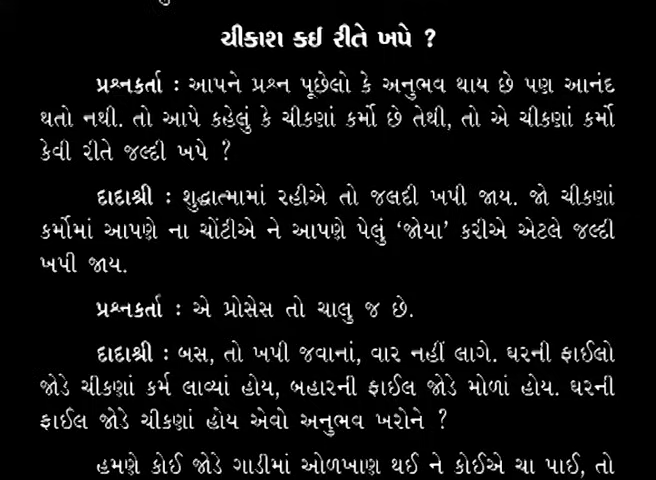 ચીકાશ કઈ રીતે ખપે ?
પ્રશ્નકર્તા : આપને પ્રશ્ન પૂછેલો કે અનુભવ થાય છે પણ આનંદ
થતો નથી. તો આપે કહેલું કે ચીકણાં કર્મો છે તેથી, તો એ ચીકણાં કર્મો
કેવી રીતે જલ્દી ખપે ?
દાદાશ્રી : શુદ્ધાત્મામાં રહીએ તો જલદી ખપી જાય. જો ચીકણાં
કર્મોમાં આપણે ના ચોંટીએ ને આપણે પેલું ‘જોયા’ કરીએ એટલે જલ્દી
ખપી જાય.
પ્રશ્નકર્તા : એ પ્રોસેસ તો ચાલુ જ છે.
દાદાશ્રી : બસ, તો ખપી જવાનાં, વાર નહીં લાગે. ઘરની ફાઈલો
જોડે ચીકણાં કર્મ લાવ્યાં હોય, બહારની ફાઈલ જોડે મોળાં હોય. ઘરની
ફાઈલ જોડે ચીકણાં હોય એવો અનુભવ ખરોને ?
હમણે કોઈ જોડે ગાડીમાં ઓળખાણ થઈ ને કોઈએ ચા પાઈ, તો